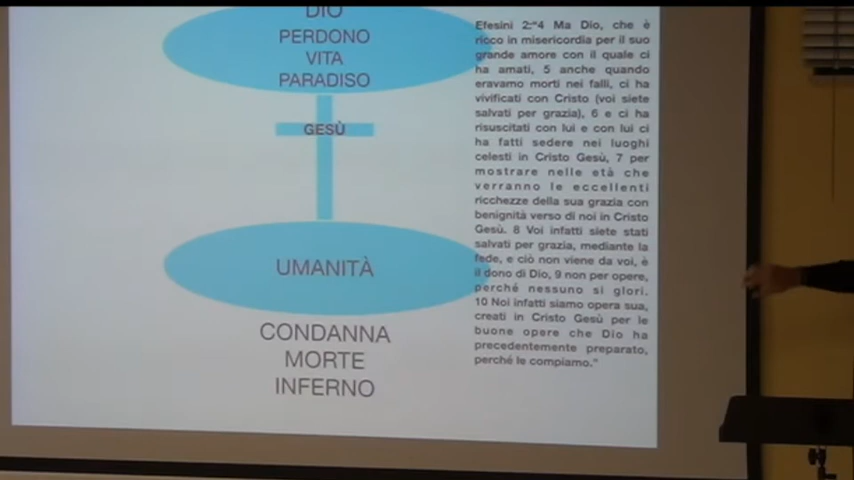 DIO
PERDONO
VITA
PARADISO
GESÙ
UMANITÀ
CONDANNA
MORTE
INFERNO
Efesini 2:"4 Ma Dio, che è
ricco in misericordia per il suo
grande amore con il quale ci
ha amati, 5 anche quando
eravamo morti nei falli, ci ha
vivificati con Cristo (voi siete
salvati per grazia), 6 e ci ha
risuscitati con lui e con lui ci
ha fatti sedere nei luoghi
celesti in Cristo Gesù, 7 per
mostrare nelle età che
verranno le eccellenti
ricchezze della sua grazia con
benignità verso di noi in Cristo
Gesù. 8 Voi infatti siete stati
salvati per grazia, mediante la
fede, e ciò non viene da voi, è
il dono di Dio, 9 non per opere,
perché nessuno si glori.
10 Noi infatti siamo opera sua,
creati in Cristo Gesù per le
buone opere che Dio ha
precedentemente preparato,
perché le compiamo."